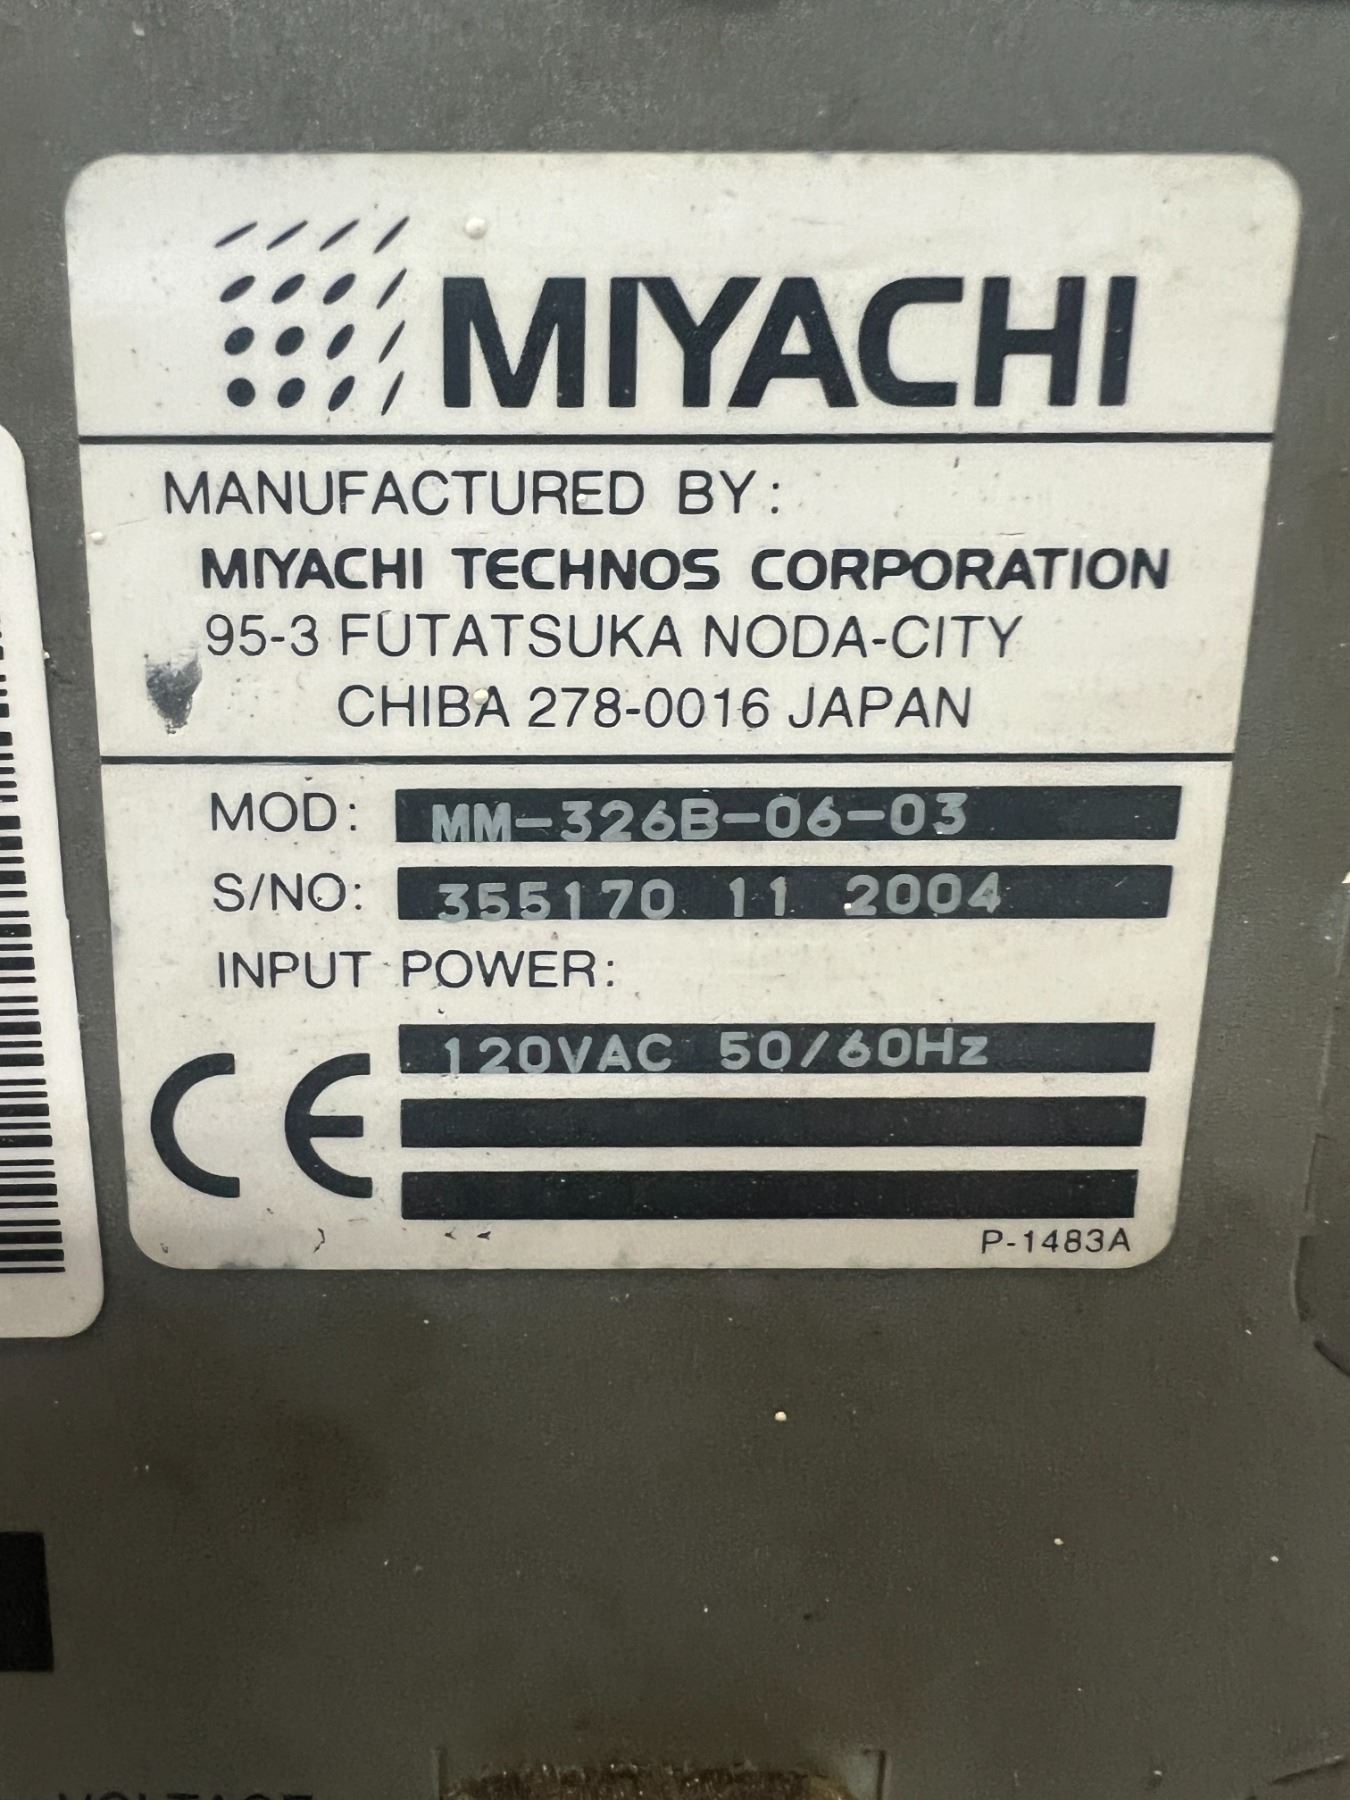 MIYACHI
MANUFACTURED BY:
MIYACHI TECHNOS CORPORATION
95-3 FUTATSUKA NODA-CITY
CHIBA 278-0016 JAPAN
MOD: MM-326B-06-03
S/NO: 355170 11 2004
INPUT POWER:
120VAC 50/60Hz
CE
P-1483A